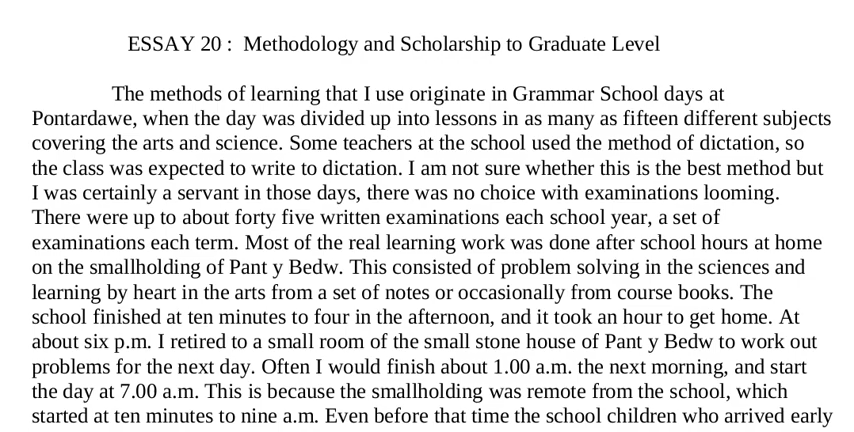 ESSAY 20 :  Methodology and Scholarship to Graduate Level
The methods of learning that I use originate in Grammar School days at
Pontardawe, when the day was divided up into lessons in as many as fifteen different subjects
covering the arts and science. Some teachers at the school used the method of dictation, so
the class was expected to write to dictation. I am not sure whether this is the best method but
I was certainly a servant in those days, there was no choice with examinations looming.
There were up to about forty five written examinations each school year, a set of
examinations each term. Most of the real learning work was done after school hours at home
on the smallholding of Pant y Bedw. This consisted of problem solving in the sciences and
learning by heart in the arts from a set of notes or occasionally from course books. The
school finished at ten minutes to four in the afternoon, and it took an hour to get home. At
about six p.m. I retired to a small room of the small stone house of Pant y Bedw to work out
problems for the next day. Often I would finish about 1.00 a.m. the next morning, and start
the day at 7.00 a.m. This is because the smallholding was remote from the school, which
started at ten minutes to nine a.m. Even before that time the school children who arrived early